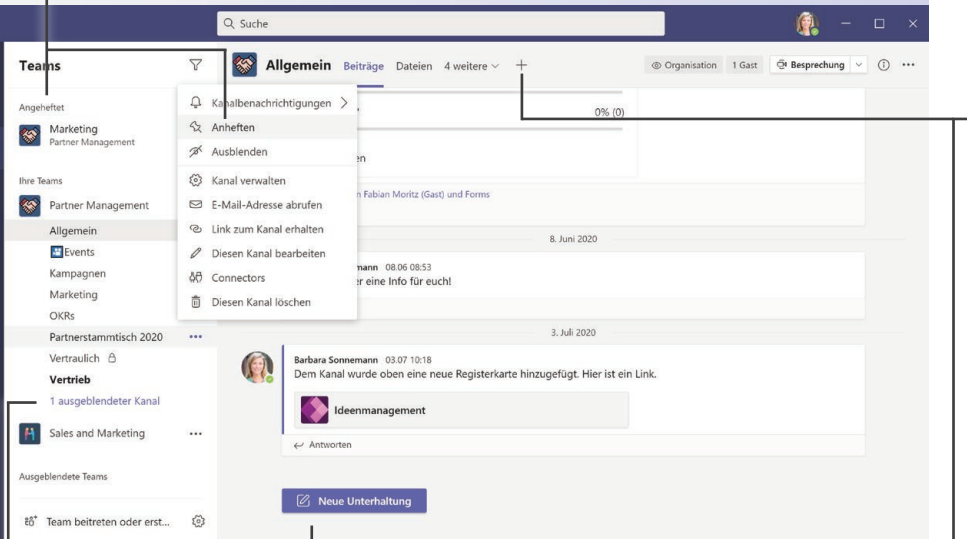 Suche
Teams
Allgemein Beiträge Dateien 4 weitere
Organisation 1 Gast Besprechung
Angeheftet
Marketing
Partner Management
Ihre Teams
Partner Management
Allgemein
Events
Kampagnen
Marketing
OKRs
Partnerstammtisch 2020
Vertraulich
Vertrieb
1 ausgeblendeter Kanal
Sales and Marketing
Ausgeblendete Teams
Team beitreten oder erst...
Kanalbenachrichtigungen
Anheften
Ausblenden
Kanal verwalten
E-Mail-Adresse abrufen
Link zum Kanal erhalten
Diesen Kanal bearbeiten
Connectors
Diesen Kanal löschen
0% (0)
Fabian Moritz (Gast) und Forms
8. Juni 2020
08.06 08:53
eine Info für euch!
3. Juli 2020
Barbara Sonnemann 03.07 10:18
Dem Kanal wurde oben eine neue Registerkarte hinzugefügt. Hier ist ein Link.
Ideenmanagement
Antworten
Neue Unterhaltung